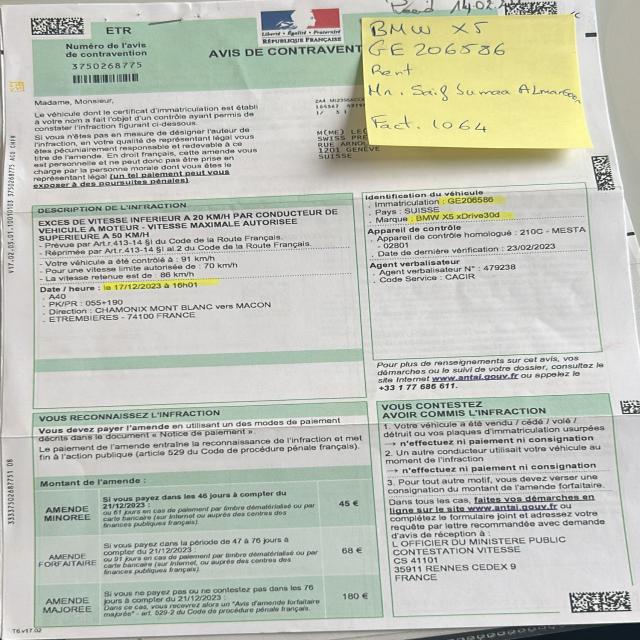 Reçu 14.02.
ETR
Numéro de l'avis
de contravention
3750268775
Liberté • Égalité • Fraternité
RÉPUBLIQUE FRANÇAISE
AVIS DE CONTRAVENT
BMW X5
GE 206586
Rent
Mr. Saif Sumea
Fact. 1064
Madame, Monsieur,
Le véhicule dont le certificat d'immatriculation est établi
à votre nom a fait l'objet d'un contrôle ayant permis de
constater l'infraction figurant ci-dessous.
Si vous n'êtes pas en mesure de désigner l'auteur de
l'infraction, en votre qualité de représentant légal vous
êtes pécuniairement responsable et redevable à ce
titre de l'amende. En droit français, cette amende vous
est personnelle et ne peut donc pas être prise en
charge par la personne morale dont vous êtes le
représentant légal (un tel paiement peut vous
exposer à des poursuites pénales).
M(ME) LE
SWISS PR
RUE ARNO
1201 GENEVE
SUISSE
DESCRIPTION DE L'INFRACTION
EXCES DE VITESSE INFERIEUR A 20 KM/H PAR CONDUCTEUR DE
VEHICULE A MOTEUR - VITESSE MAXIMALE AUTORISEE
SUPERIEURE A 50 KM/H
- Prévue par Art.r.413-14 §i du Code de la Route Français.
- Réprimée par Art.r.413-14 §i al.2 du Code de la Route Français.
- Votre véhicule a été contrôlé à : 91 km/h
- Pour une vitesse limite autorisée de : 70 km/h
- La vitesse retenue est de : 86 km/h
Date / heure : le 17/12/2023 à 16h01
- A40
- PK/PR : 055+190
- Direction : CHAMONIX MONT BLANC vers MACON
- ETREMBIERES - 74100 FRANCE
Identification du véhicule
- Immatriculation : GE206586
- Pays : SUISSE
- Marque : BMW X5 xDrive30d
Appareil de contrôle
- Appareil de contrôle homologué : 210C - MESTA
- 02801
- Date de dernière vérification : 23/02/2023
Agent verbalisateur
- Agent verbalisateur N° : 479238
- Code Service : CACIR
Pour plus de renseignements sur cet avis, vos
démarches ou le suivi de votre dossier, consultez le
site Internet www.antai.gouv.fr ou appelez le
+33 1 77 686 611.
VOUS RECONNAISSEZ L'INFRACTION
Vous devez payer l'amende en utilisant un des modes de paiement
décrits dans le document « Notice de paiement ».
Le paiement de l'amende entraîne la reconnaissance de l'infraction et met
fin à l'action publique (article 529 du Code de procédure pénale français).
Montant de l'amende :
AMENDE
MINOREE
Si vous payez dans les 46 jours à compter du
21/12/2023 :
ou 61 jours en cas de paiement par timbre dématérialisé ou par
carte bancaire (sur Internet ou auprès des centres des
finances publiques français).
45 €
AMENDE
FORFAITAIRE
Si vous payez dans la période de 47 à 76 jours à
compter du 21/12/2023 :
ou 91 jours en cas de paiement par timbre dématérialisé ou par
carte bancaire (sur Internet, ou auprès des centres des
finances publiques français).
68 €
AMENDE
MAJOREE
Si vous ne payez pas ou ne contestez pas dans les 76
jours à compter du 21/12/2023 :
Dans ce cas, vous recevrez alors un "Avis d'amende forfaitaire
majorée" - art. 529-2 du Code de procédure pénale français.
180 €
VOUS CONTESTEZ
AVOIR COMMIS L'INFRACTION
1. Votre véhicule a été vendu / cédé / volé /
détruit ou vos plaques d'immatriculation usurpées
→ n'effectuez ni paiement ni consignation
2. Un autre conducteur utilisait votre véhicule au
moment de l'infraction
→ n'effectuez ni paiement ni consignation
3. Pour tout autre motif, vous devez verser une
consignation du montant de l'amende forfaitaire.
Dans tous les cas, faites vos démarches en
ligne sur le site www.antai.gouv.fr ou
complétez le formulaire joint et adressez votre
requête par lettre recommandée avec demande
d'avis de réception à :
L OFFICIER DU MINISTERE PUBLIC
CONTESTATION VITESSE
CS 41101
35911 RENNES CEDEX 9
FRANCE
T6.v17.02